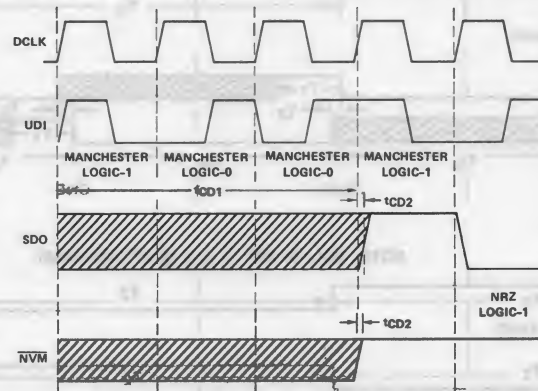 DCLK
UDI
MANCHESTER LOGIC-1
MANCHESTER LOGIC-0
MANCHESTER LOGIC-0
MANCHESTER LOGIC-1
tCD1
tCD2
SDO
NRZ LOGIC-1
tCD2
NVM